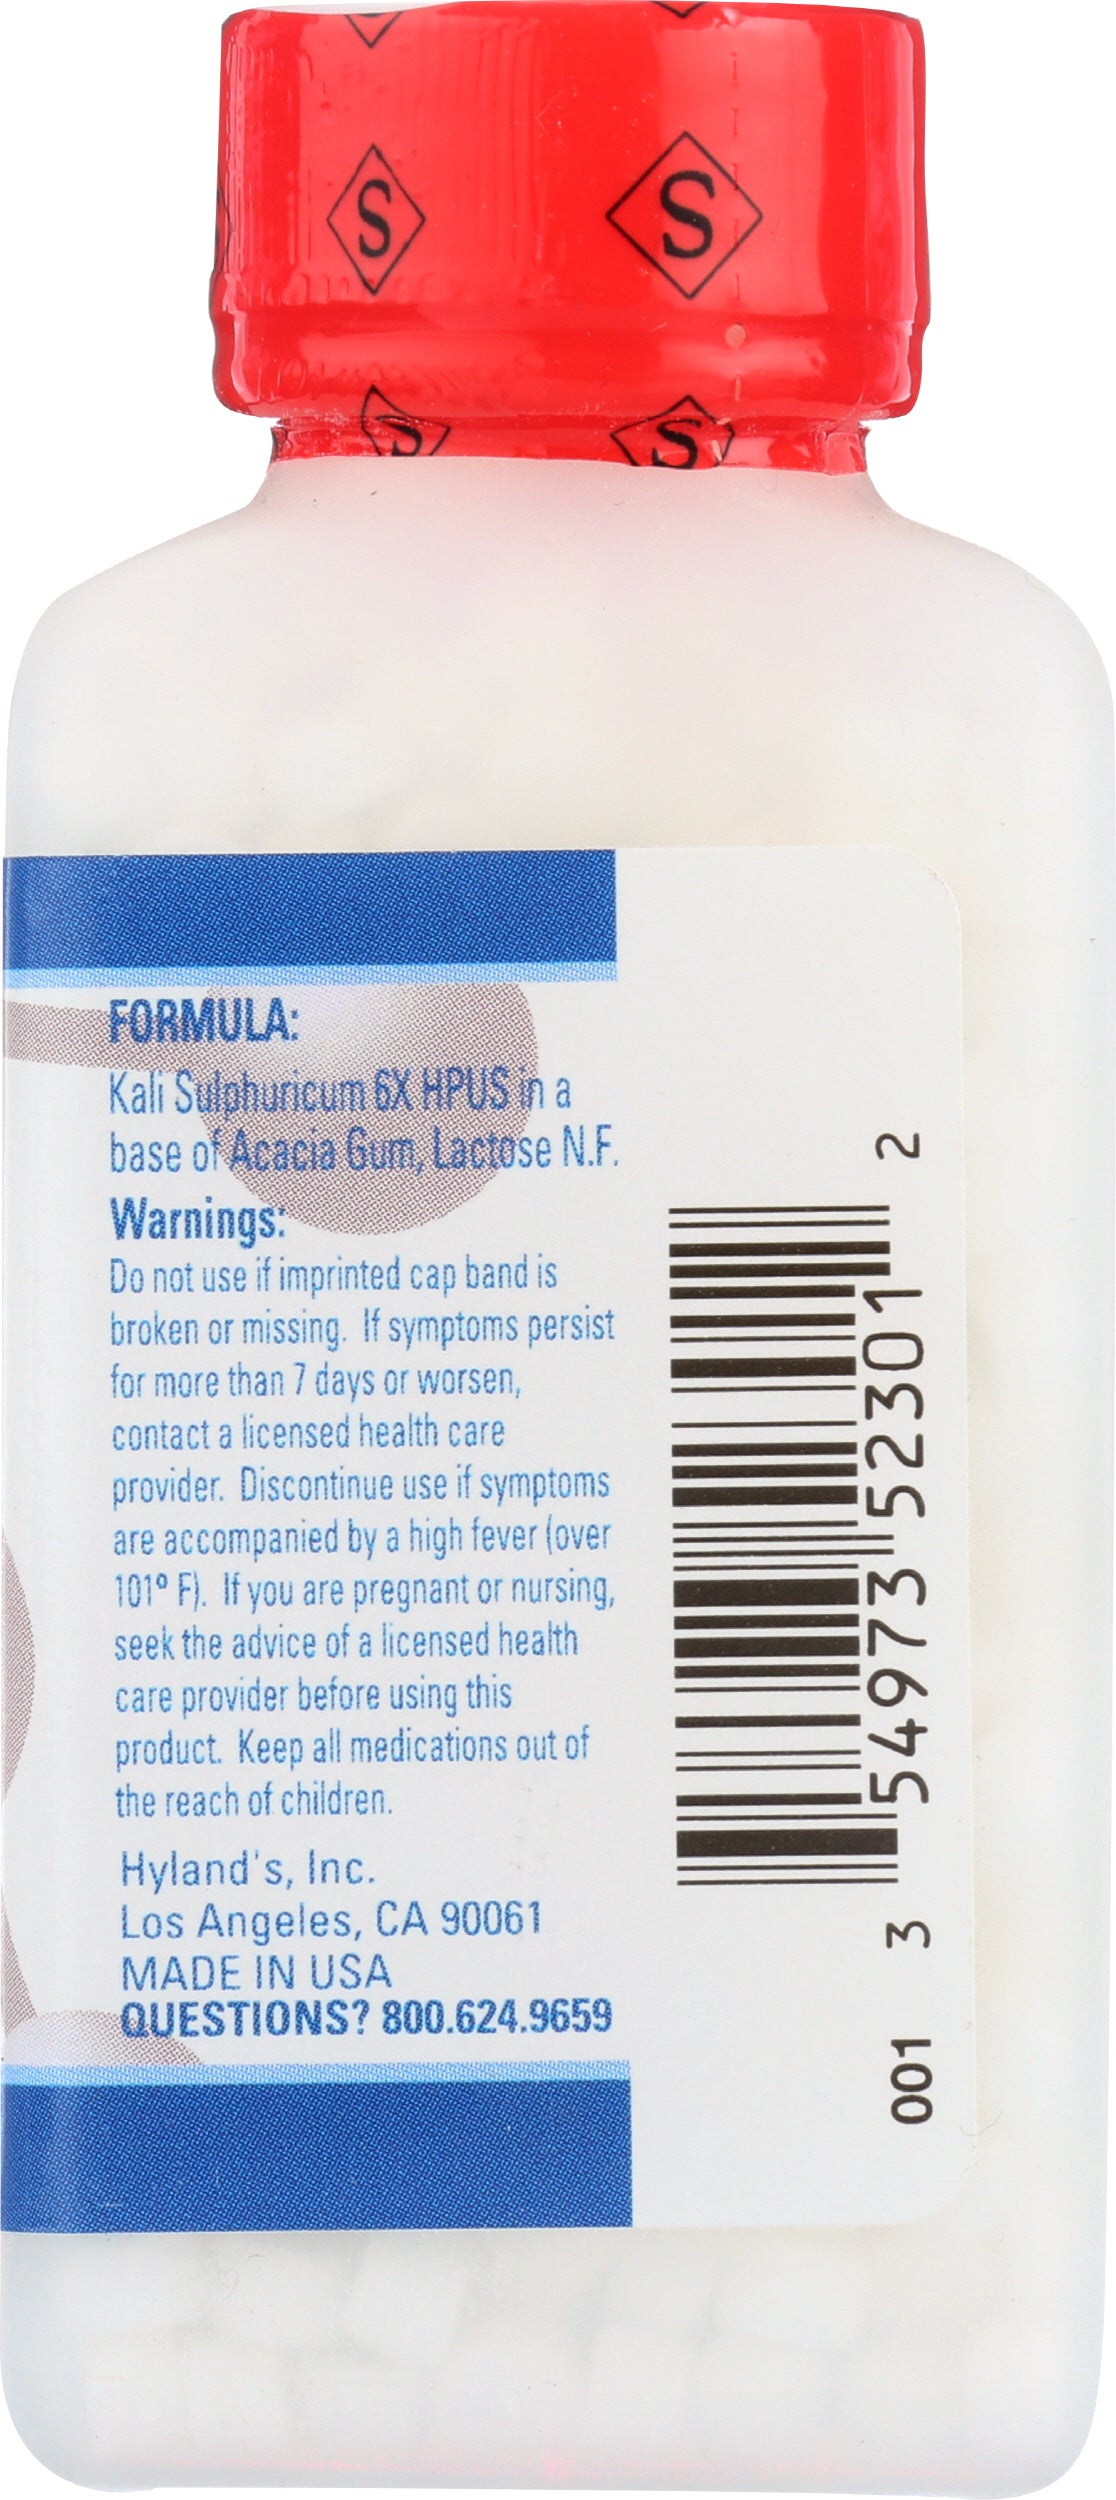 S
S
S
S
FORMULA:
Kali Sulphuricum 6X HPUS in a
base of Acacia Gum, Lactose N.F.
Warnings:
Do not use if imprinted cap band is
broken or missing. If symptoms persist
for more than 7 days or worsen,
contact a licensed health care
provider. Discontinue use if symptoms
are accompanied by a high fever (over
101º F). If you are pregnant or nursing,
seek the advice of a licensed health
care provider before using this
product. Keep all medications out of
the reach of children.
Hyland's, Inc.
Los Angeles, CA 90061
MADE IN USA
QUESTIONS? 800.624.9659
3 54973 52301 2
001